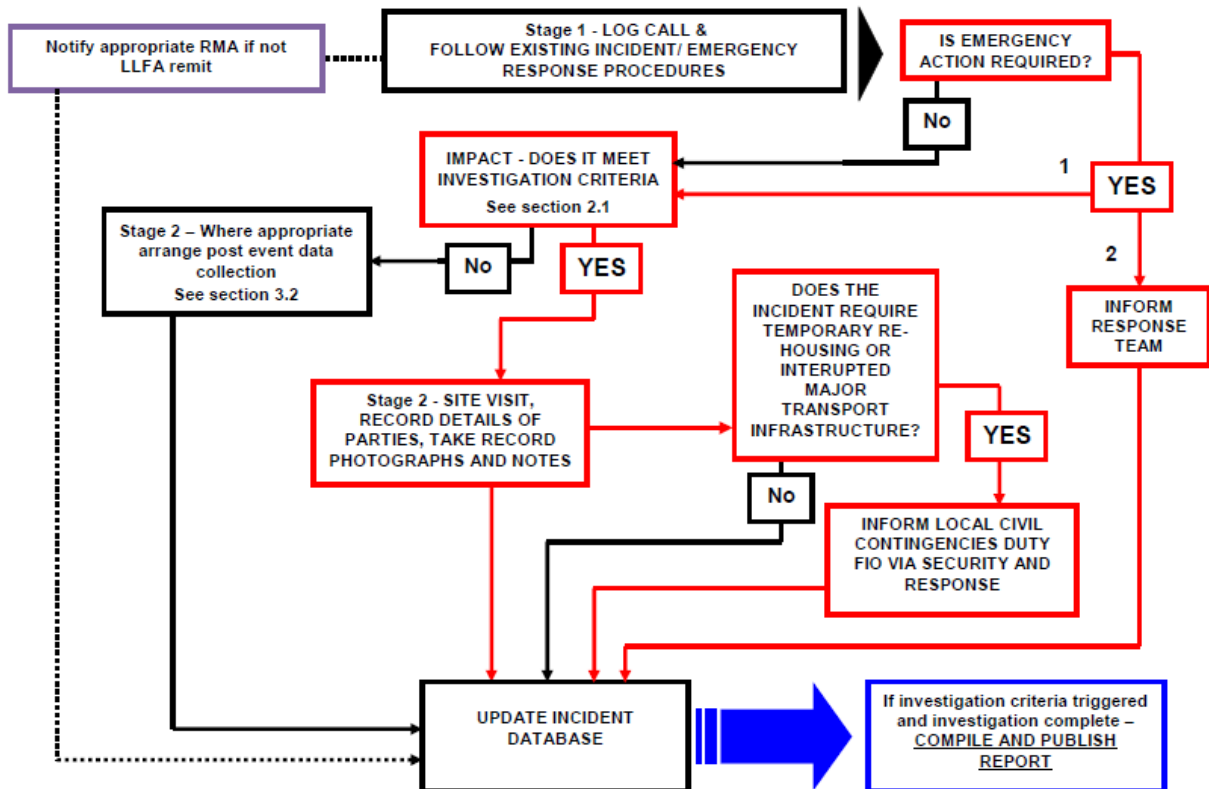 Notify appropriate RMA if not
LLFA remit
Stage 1 - LOG CALL &
FOLLOW EXISTING INCIDENT/ EMERGENCY
RESPONSE PROCEDURES
IS EMERGENCY
ACTION REQUIRED?
No
IMPACT - DOES IT MEET
INVESTIGATION CRITERIA
See section 2.1
1
YES
Stage 2 – Where appropriate
arrange post event data
collection
See section 3.2
No
YES
2
DOES THE
INCIDENT REQUIRE
TEMPORARY RE-
HOUSING OR
INTERUPTED
MAJOR
TRANSPORT
INFRASTRUCTURE?
INFORM
RESPONSE
TEAM
Stage 2 - SITE VISIT,
RECORD DETAILS OF
PARTIES, TAKE RECORD
PHOTOGRAPHS AND NOTES
YES
No
INFORM LOCAL CIVIL
CONTINGENCIES DUTY
FIO VIA SECURITY AND
RESPONSE
UPDATE INCIDENT
DATABASE
If investigation criteria triggered
and investigation complete –
COMPILE AND PUBLISH
REPORT